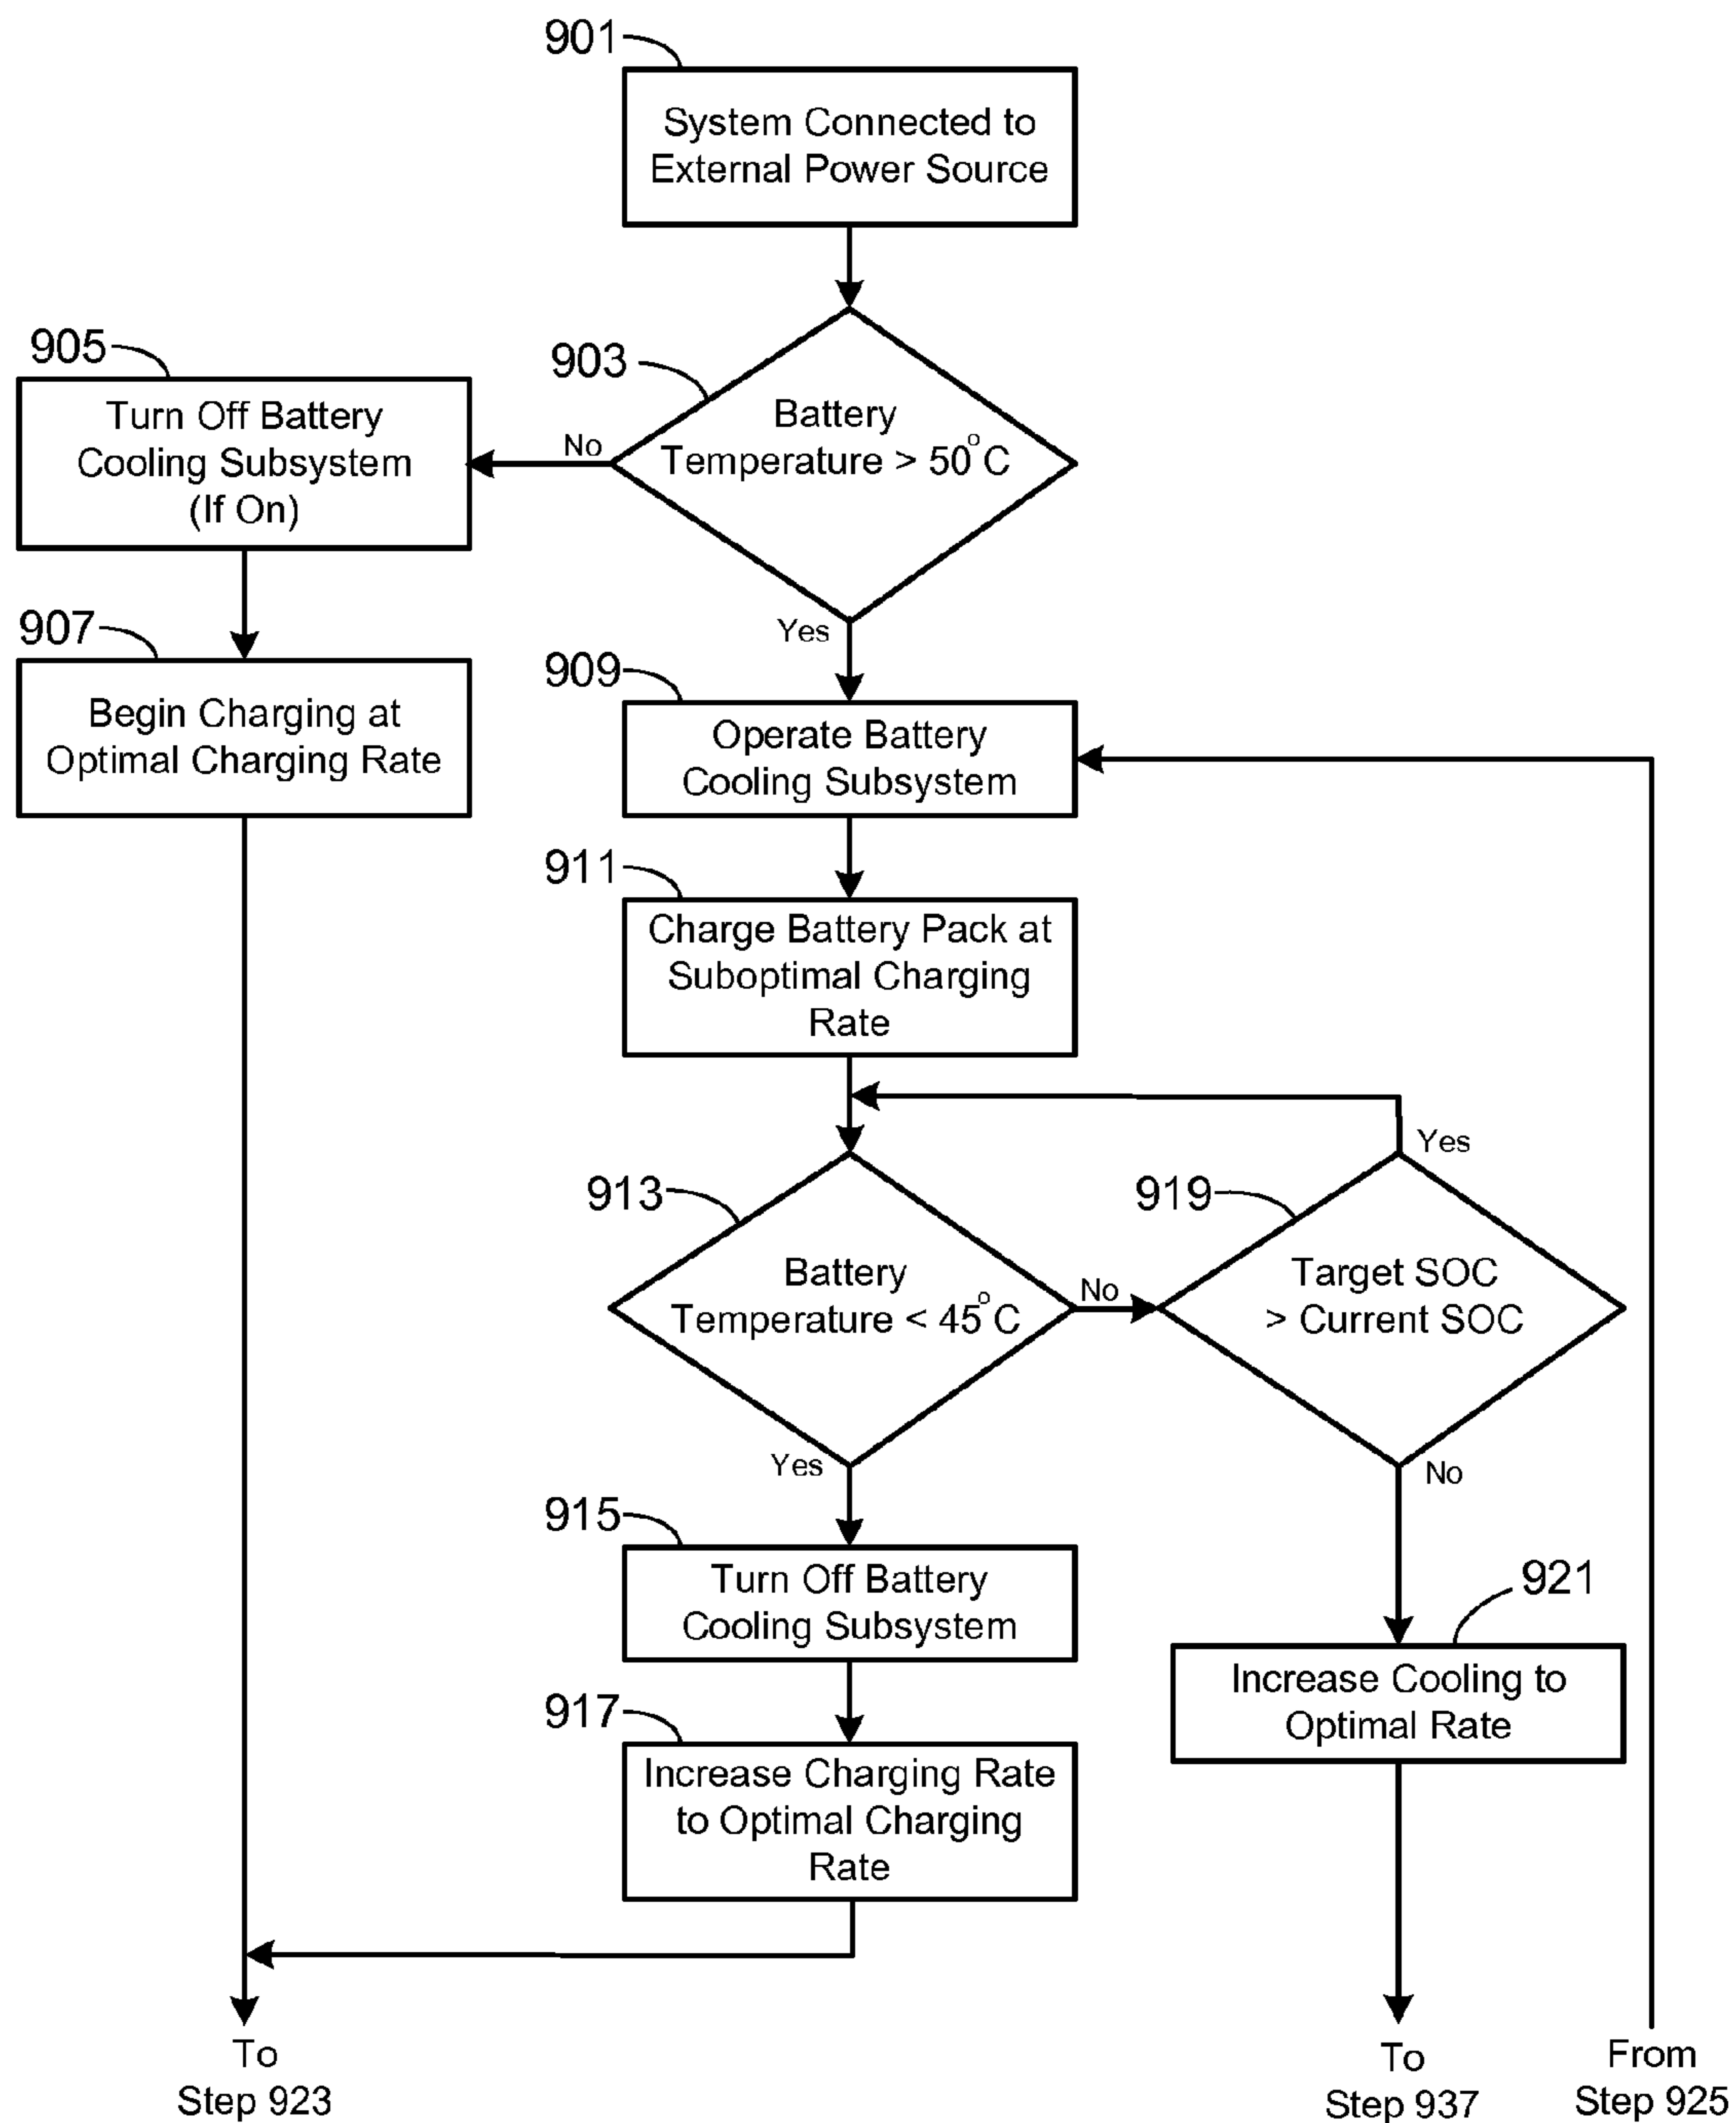 901
System Connected to
External Power Source
903
Battery
Temperature > 50°C
No
Yes
905
Turn Off Battery
Cooling Subsystem
(If On)
907
Begin Charging at
Optimal Charging Rate
909
Operate Battery
Cooling Subsystem
911
Charge Battery Pack at
Suboptimal Charging
Rate
913
Battery
Temperature < 45°C
No
Yes
919
Target SOC
> Current SOC
Yes
No
915
Turn Off Battery
Cooling Subsystem
917
Increase Charging Rate
to Optimal Charging
Rate
921
Increase Cooling to
Optimal Rate
To
Step 923
To
Step 937
From
Step 925